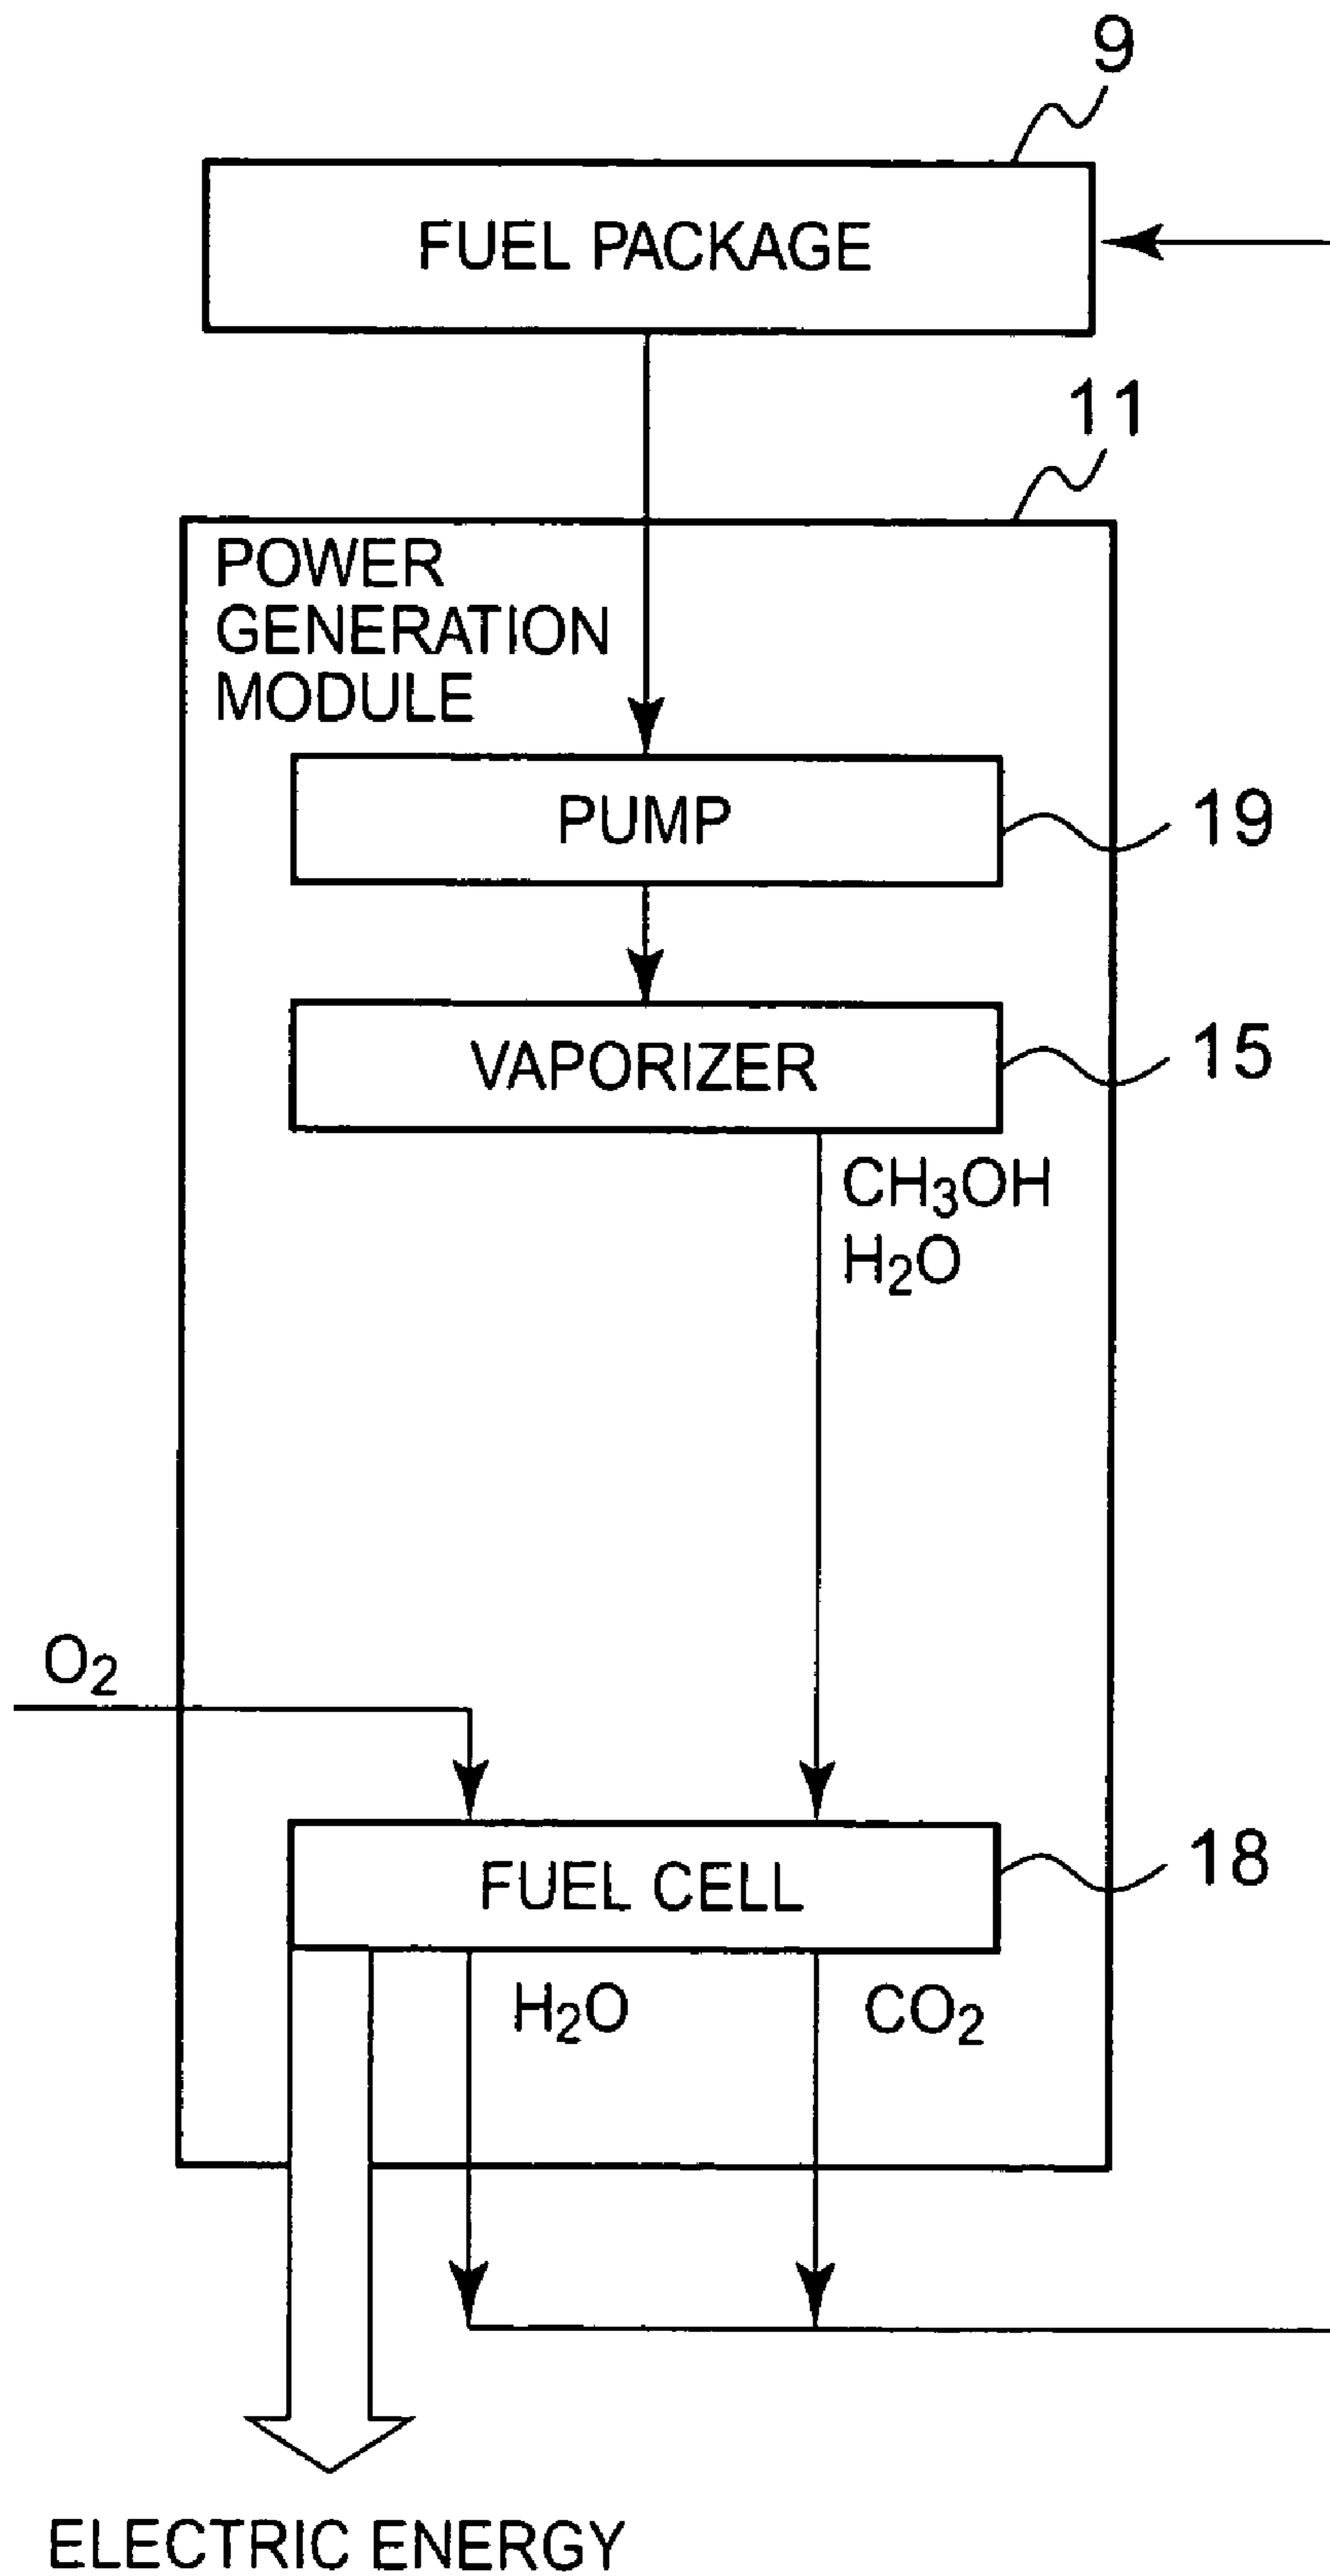 9
FUEL PACKAGE
11
POWER
GENERATION
MODULE
PUMP
19
VAPORIZER
15
CH₃OH
H₂O
O₂
FUEL CELL
18
H₂O
CO₂
ELECTRIC ENERGY